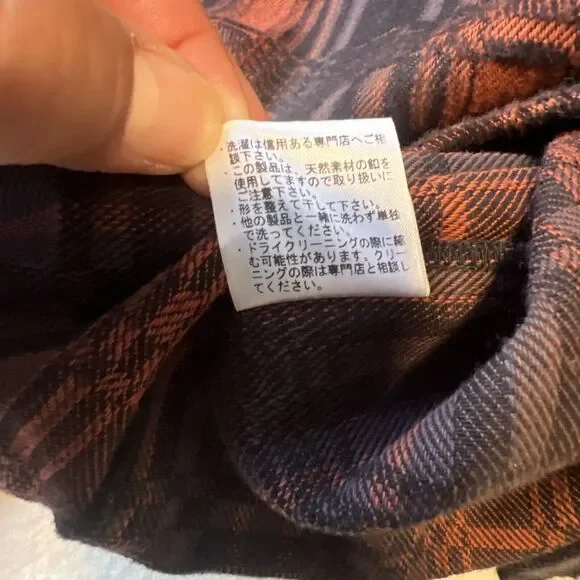 ・洗濯は信用ある専門店へご相
談下さい。
・この製品は、天然素材の釦を
使用してますので取り扱いに
ご注意下さい。
・形を整えて干して下さい。
・他の製品と一緒に洗わず単独
で洗ってください。
・ドライクリーニングの際に縮
む可能性があります。クリー
ニングの際は専門店と相談し
てください。